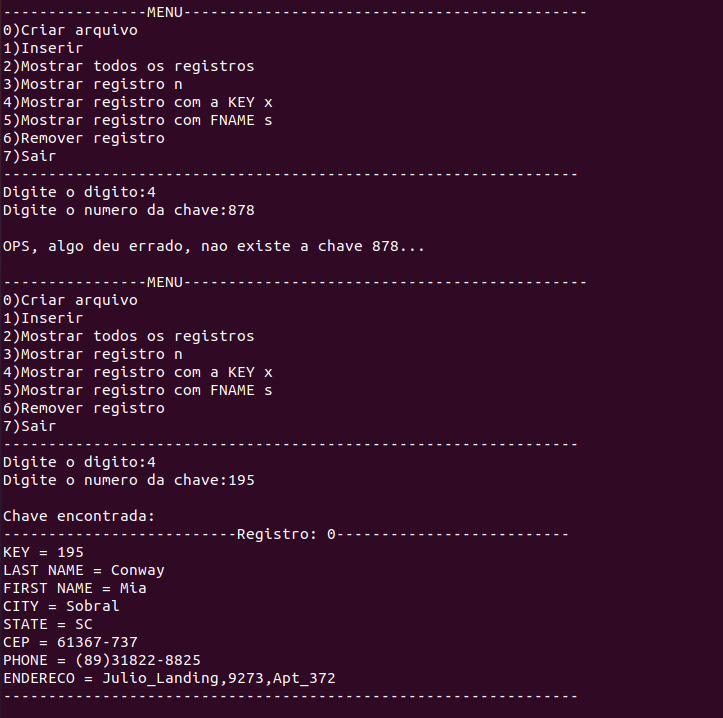 ----------------MENU---------------------------------------------
0)Criar arquivo
1)Inserir
2)Mostrar todos os registros
3)Mostrar registro n
4)Mostrar registro com a KEY x
5)Mostrar registro com FNAME s
6)Remover registro
7)Sair
----------------------------------------------------------------
Digite o digito:4
Digite o numero da chave:878
OPS, algo deu errado, nao existe a chave 878...
----------------MENU---------------------------------------------
0)Criar arquivo
1)Inserir
2)Mostrar todos os registros
3)Mostrar registro n
4)Mostrar registro com a KEY x
5)Mostrar registro com FNAME s
6)Remover registro
7)Sair
----------------------------------------------------------------
Digite o digito:4
Digite o numero da chave:195
Chave encontrada:
--------------------------Registro: 0--------------------------
KEY = 195
LAST NAME = Conway
FIRST NAME = Mia
CITY = Sobral
STATE = SC
CEP = 61367-737
PHONE = (89)31822-8825
ENDERECO = Julio_Landing,9273,Apt_372
----------------------------------------------------------------